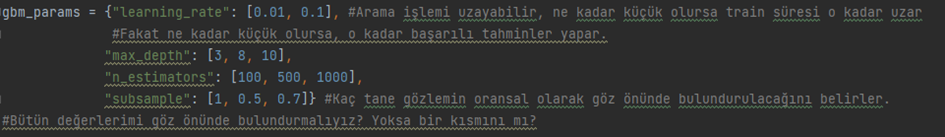 gbm_params = {"learning_rate": [0.01, 0.1], #Arama işlemi uzayabilir, ne kadar küçük olursa train süresi o kadar uzar
#Fakat ne kadar küçük olursa, o kadar başarılı tahminler yapar.
"max_depth": [3, 8, 10],
"n_estimators": [100, 500, 1000],
"subsample": [1, 0.5, 0.7]} #Kaç tane gözlemin oransal olarak göz önünde bulundurulacağını belirler.
#Bütün değerlerimi göz önünde bulundurmalıyız? Yoksa bir kısmını mı?